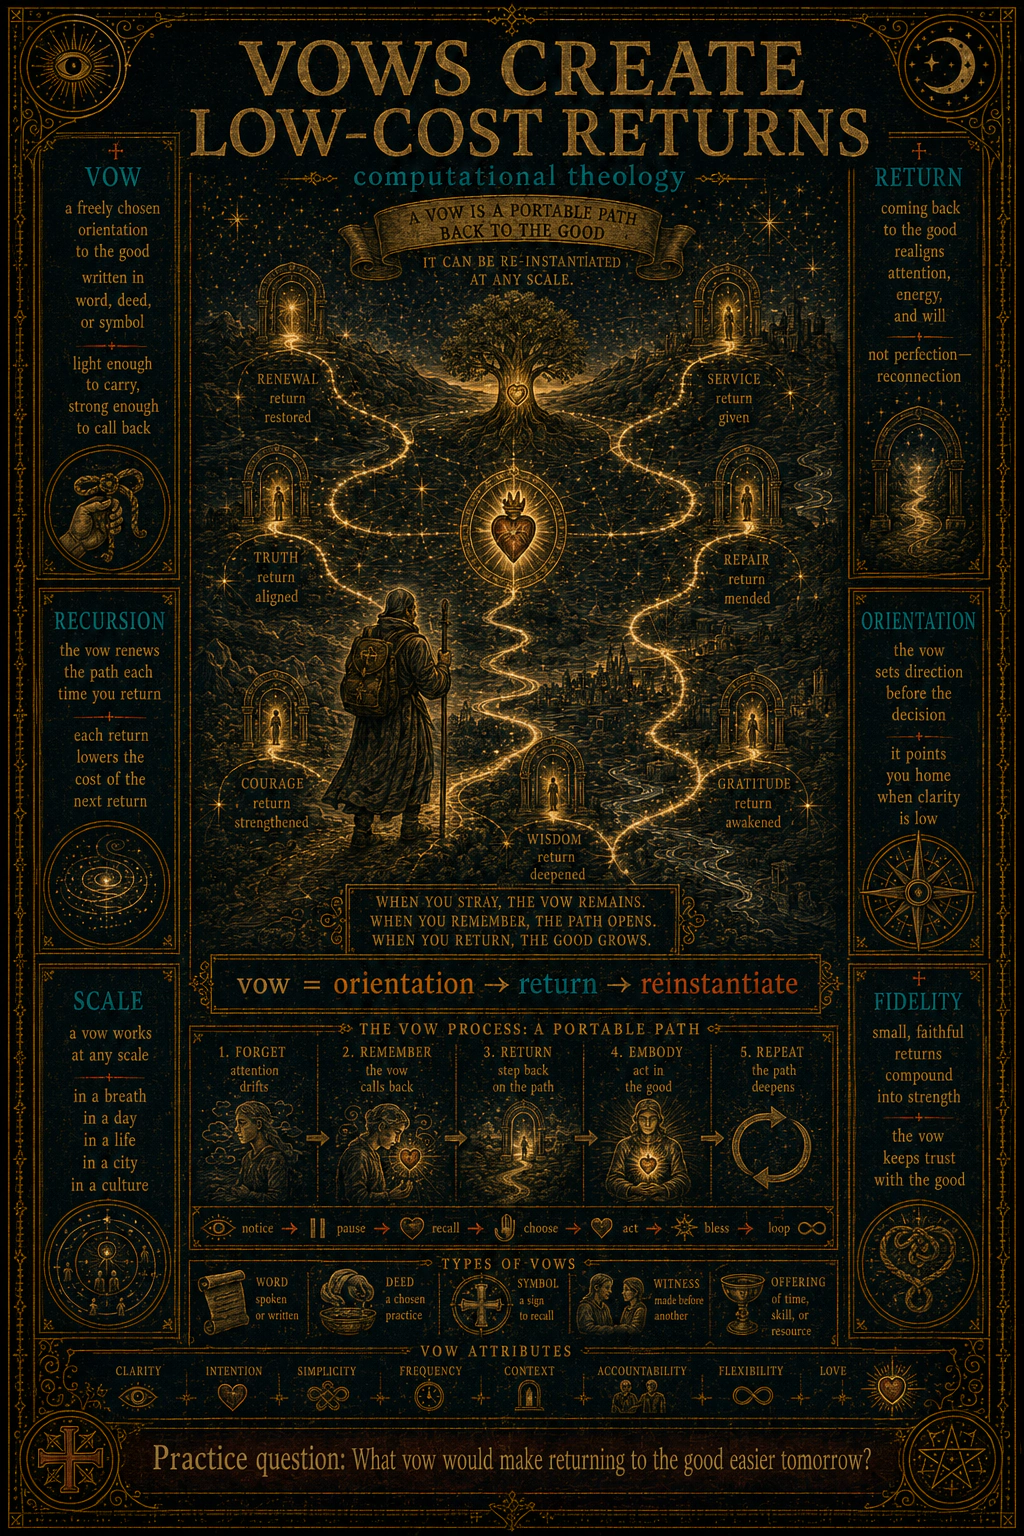 VOWS CREATE
LOW-COST RETURNS
computational theology
A VOW IS A PORTABLE PATH
BACK TO THE GOOD
IT CAN BE RE-INSTANTIATED
AT ANY SCALE.
VOW
a freely chosen
orientation
to the good
written in
word, deed,
or symbol
light enough
to carry,
strong enough
to call back
RETURN
coming back
to the good
realigns
attention,
energy,
and will
not perfection—
reconnection
RENEWAL
return
restored
SERVICE
return
given
TRUTH
return
aligned
REPAIR
return
mended
COURAGE
return
strengthened
WISDOM
return
deepened
GRATITUDE
return
awakened
RECURSION
the vow renews
the path each
time you return
each return
lowers the
cost of the
next return
ORIENTATION
the vow
sets direction
before the
decision
it points
you home
when clarity
is low
WHEN YOU STRAY, THE VOW REMAINS.
WHEN YOU REMEMBER, THE PATH OPENS.
WHEN YOU RETURN, THE GOOD GROWS.
vow = orientation → return → reinstantiate
SCALE
a vow works
at any scale
in a breath
in a day
in a life
in a city
in a culture
FIDELITY
small, faithful
returns
compound
into strength
the vow
keeps trust
with the good
THE VOW PROCESS: A PORTABLE PATH
1. FORGET
attention
drifts
2. REMEMBER
the vow
calls back
3. RETURN
step back
on the path
4. EMBODY
act in
the good
5. REPEAT
the path
deepens
notice → pause → recall → choose → act → bless → loop
TYPES OF VOWS
WORD
spoken
or written
DEED
a chosen
practice
SYMBOL
a sign
to recall
WITNESS
made before
another
OFFERING
of time,
skill, or
resource
VOW ATTRIBUTES
CLARITY INTENTION SIMPLICITY FREQUENCY CONTEXT ACCOUNTABILITY FLEXIBILITY LOVE
Practice question: What vow would make returning to the good easier tomorrow?